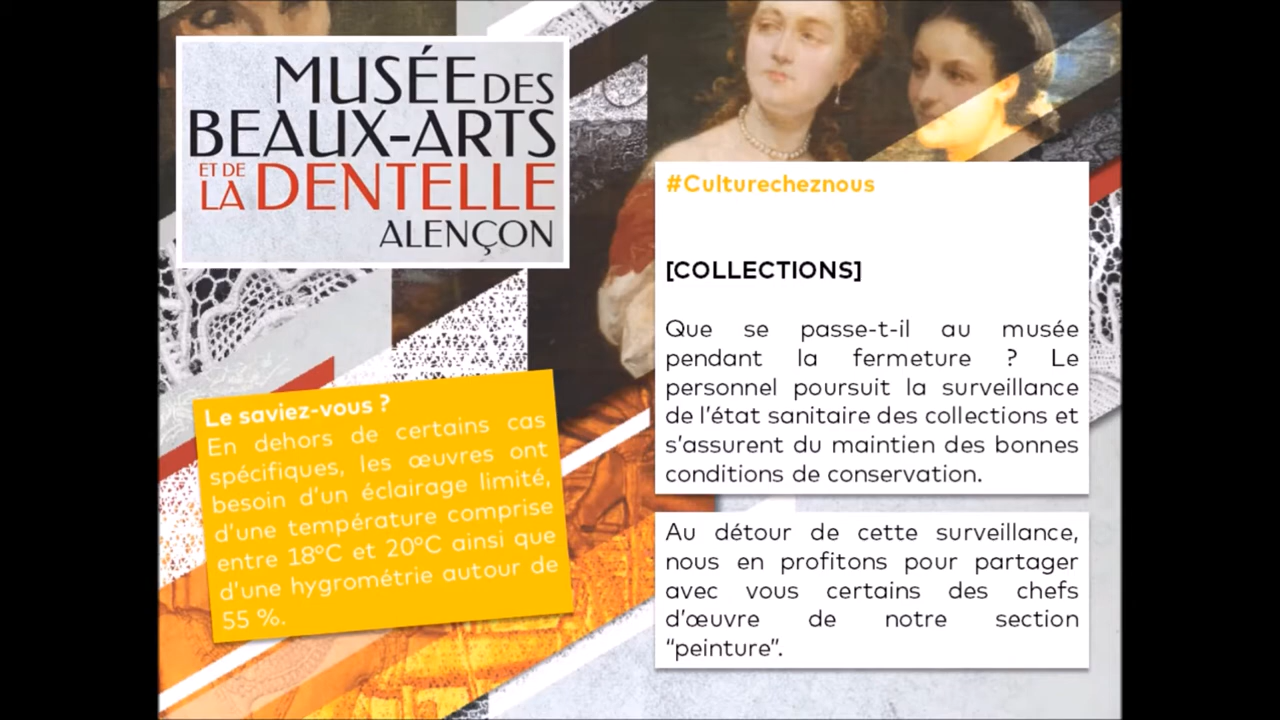 MUSÉE DES
BEAUX-ARTS
ET DE
LA DENTELLE
ALENÇON
#Culturecheznous
[COLLECTIONS]
Que se passe-t-il au musée
pendant la fermeture ? Le
personnel poursuit la surveillance
de l'état sanitaire des collections et
s'assurent du maintien des bonnes
conditions de conservation.
Le saviez-vous ?
En dehors de certains cas
spécifiques, les œuvres ont
besoin d'un éclairage limité,
d'une température comprise
entre 18°C et 20°C ainsi que
d'une hygrométrie autour de
55 %.
Au détour de cette surveillance,
nous en profitons pour partager
avec vous certains des chefs
d'œuvre de notre section
“peinture”.